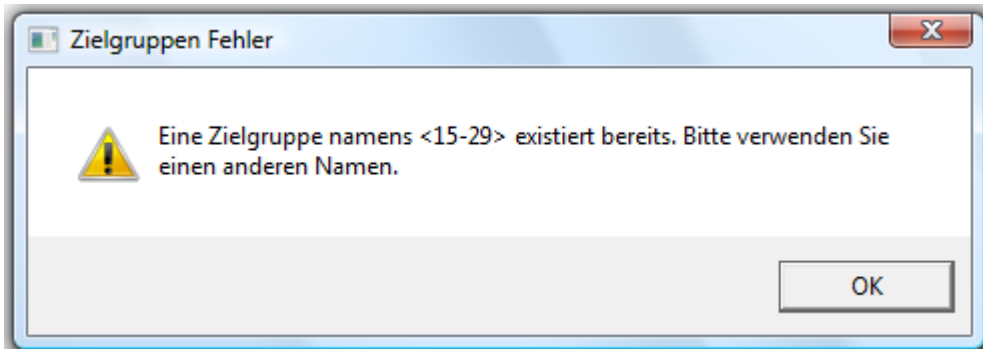 Zielgruppen Fehler
Eine Zielgruppe namens <15-29> existiert bereits. Bitte verwenden Sie
einen anderen Namen.
OK